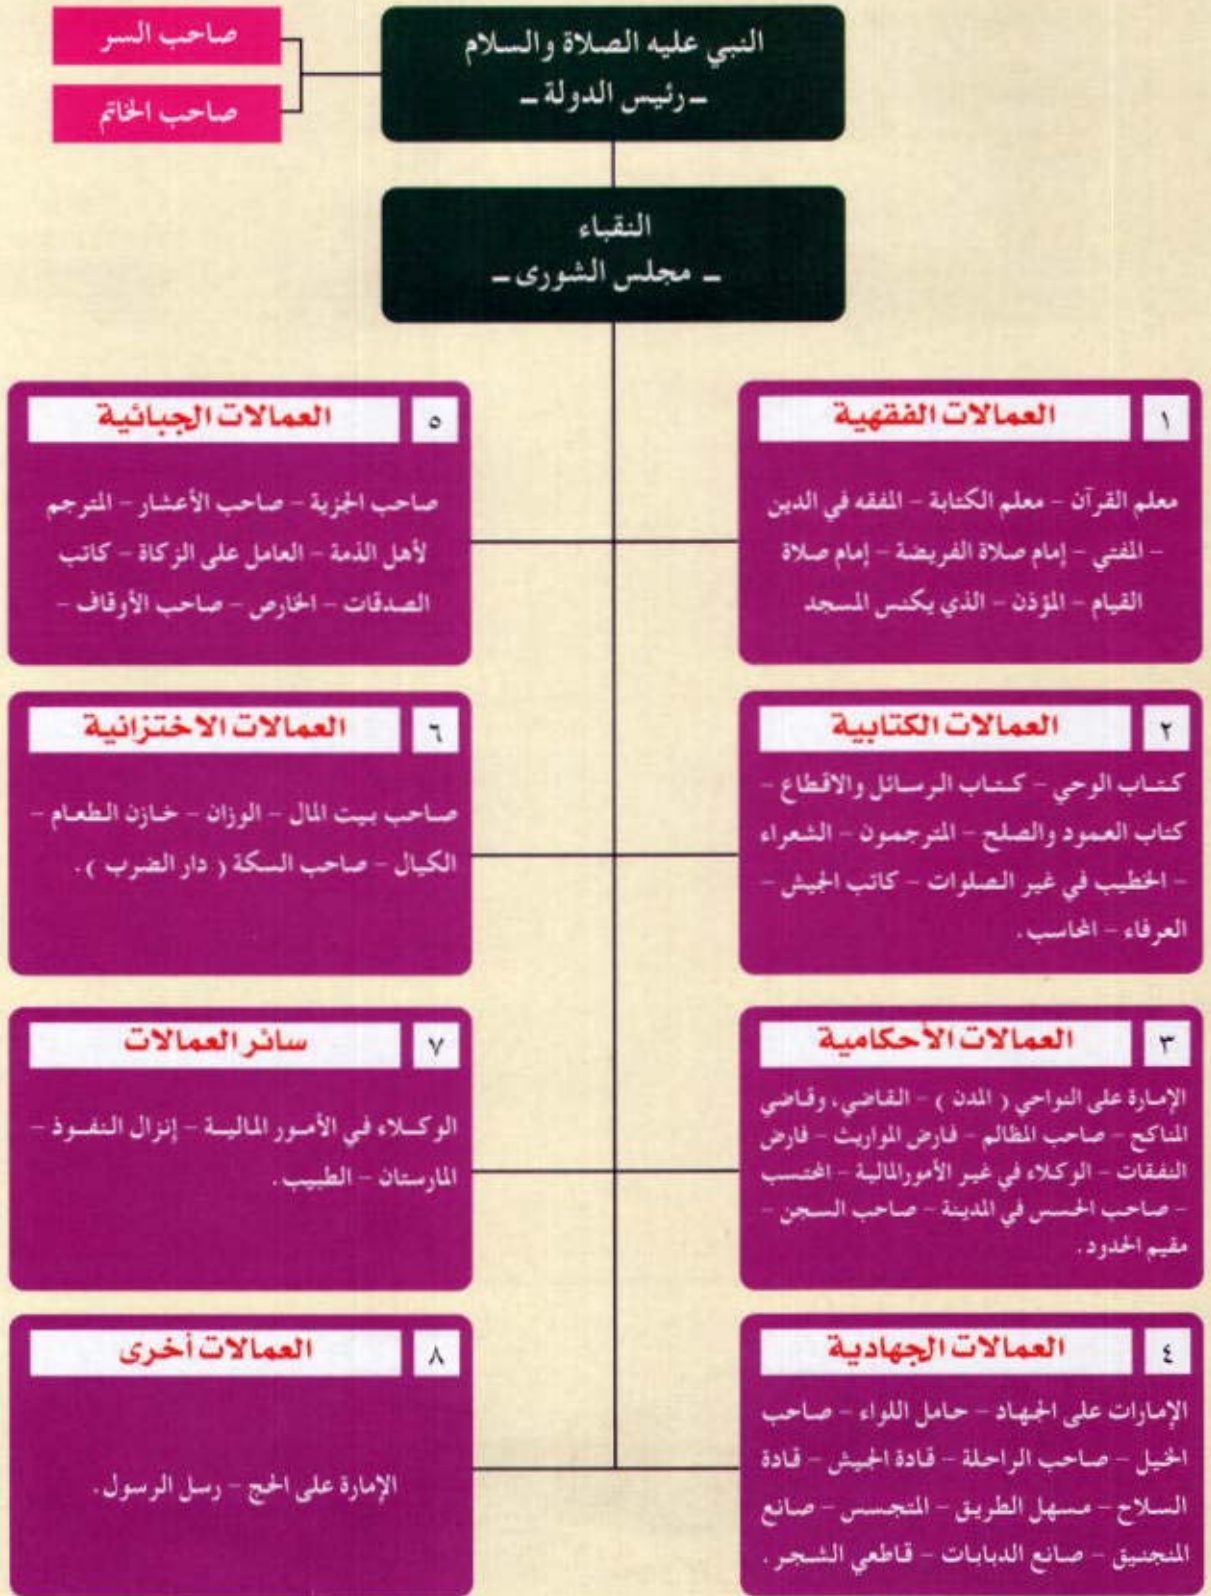 النبي عليه الصلاة والسلام
ـ رئيس الدولة ـ
صاحب السر
صاحب الخاتم
النقباء
ـ مجلس الشورى ـ
١ العمالات الفقهية
معلم القرآن - معلم الكتابة - المفقه في الدين
- المفتي - إمام صلاة الفريضة - إمام صلاة
القيام - المؤذن - الذي يكنس المسجد
٢ العمالات الكتابية
كتاب الوحي - كتاب الرسائل والاقطاع -
كتاب العمود والصلح - المترجمون - الشعراء
- الخطيب في غير الصلوات - كاتب الجيش -
العرفاء - المحاسب .
٣ العمالات الأحكامية
الإمارة على النواحي ( المدن ) - القاضي، وقاضي
المناكح - صاحب المظالم - فارض المواريث - فارض
النفقات - الوكلاء في غير الأمورالمالية - المحتسب
- صاحب الحسس في المدينة - صاحب السجن -
مقيم الحدود .
٤ العمالات الجهادية
الإمارات على الجهاد - حامل اللواء - صاحب
الخيل - صاحب الراحلة - قادة الجيش - قادة
السلاح - مسهل الطريق - المتجسس - صانع
المنجنيق - صانع الدبابات - قاطعي الشجر .
٥ العمالات الجبائية
صاحب الجزية - صاحب الأعشار - المترجم
لأهل الذمة - العامل على الزكاة - كاتب
الصدقات - الخارص - صاحب الأوقاف -
٦ العمالات الاختزانية
صاحب بيت المال - الوزان - خازن الطعام -
الكيال - صاحب السكة ( دار الضرب ) .
٧ سائر العمالات
الوكلاء في الأمور المالية - إنزال النفوذ -
المارستان - الطبيب .
٨ العمالات أخرى
الإمارة على الحج - رسل الرسول .